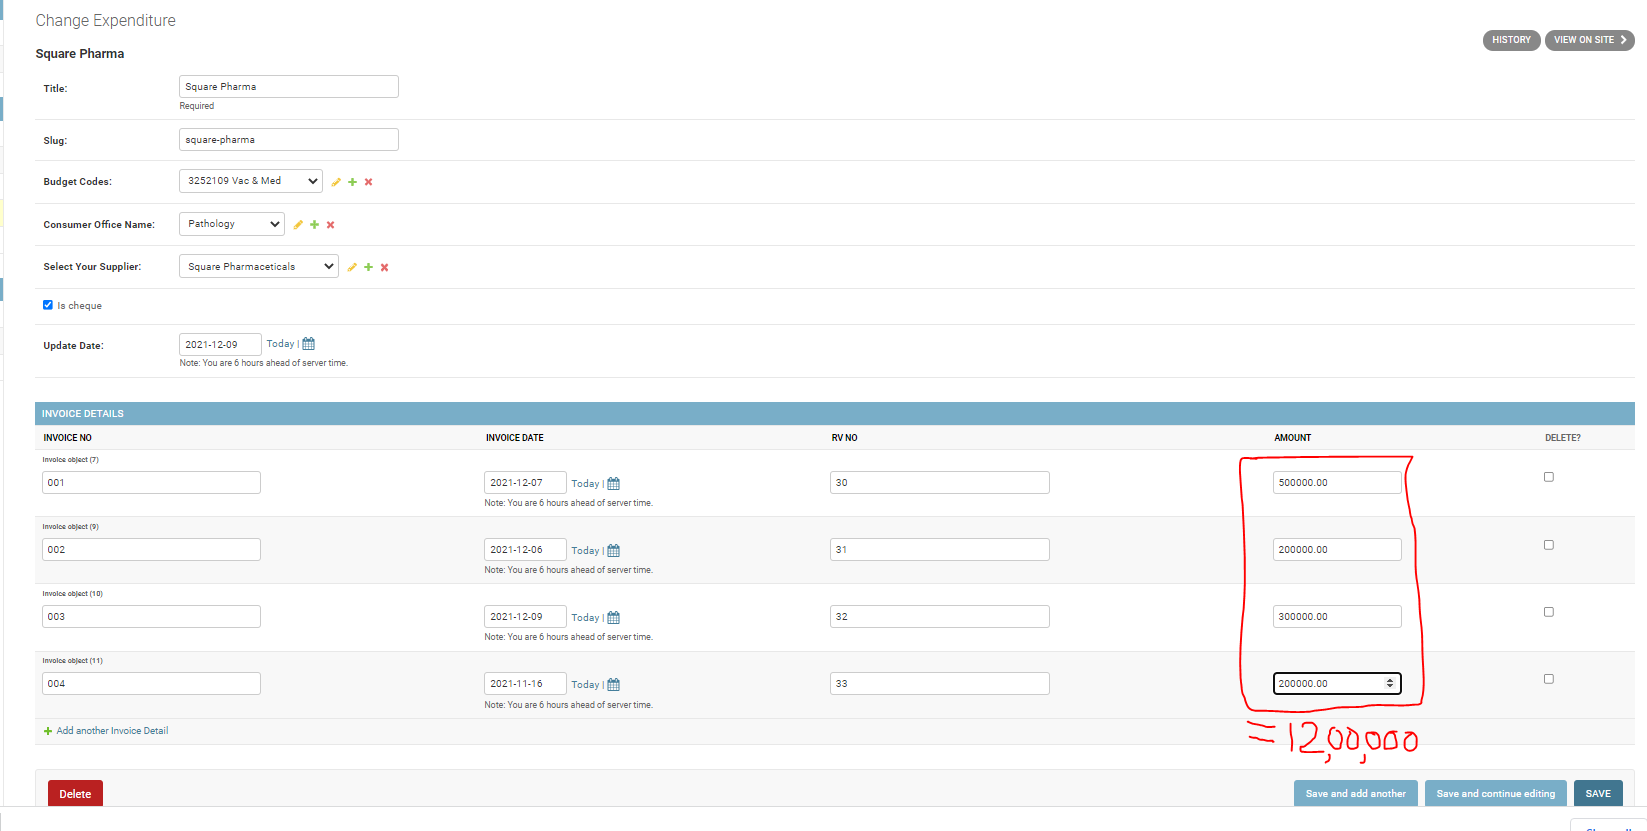 Change Expenditure
HISTORY
VIEW ON SITE
Square Pharma
Title:
Square Pharma
Required
Slug:
square-pharma
Budget Codes:
3252109 Vac & Med
Consumer Office Name:
Pathology
Select Your Supplier:
Square Pharmaceticals
Is cheque
Update Date:
2021-12-09
Today |
Note: You are 6 hours ahead of server time.
INVOICE DETAILS
INVOICE NO INVOICE DATE RV NO AMOUNT DELETE?
Invoice object (7)
001 2021-12-07 Today | 30 500000.00
Note: You are 6 hours ahead of server time.
Invoice object (9)
002 2021-12-06 Today | 31 200000.00
Note: You are 6 hours ahead of server time.
Invoice object (10)
003 2021-12-09 Today | 32 300000.00
Note: You are 6 hours ahead of server time.
Invoice object (11)
004 2021-11-16 Today | 33 200000.00
Note: You are 6 hours ahead of server time.
Add another Invoice Detail
=12,00,000
Delete Save and add another Save and continue editing SAVE